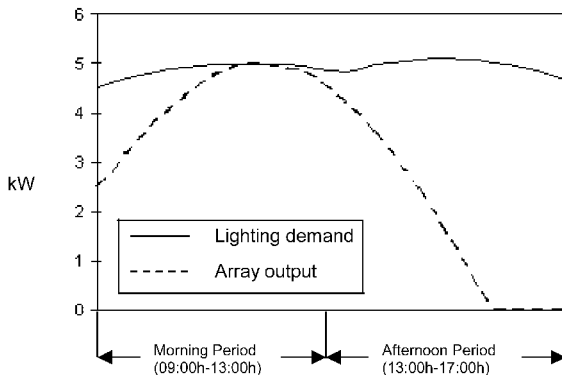 6
5
4
3
2
1
0
kW
Lighting demand
Array output
Morning Period
(09:00h-13:00h)
Afternoon Period
(13:00h-17:00h)